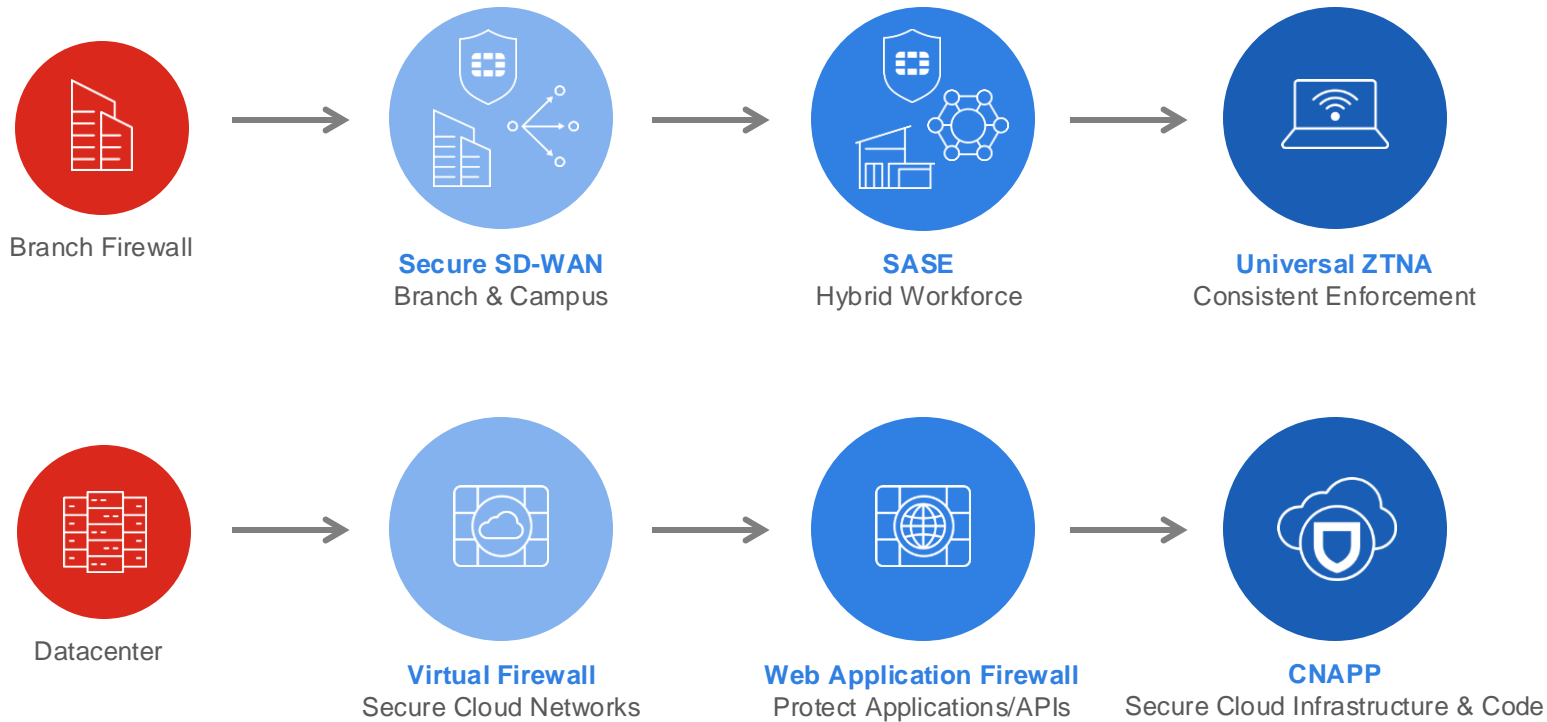 Branch Firewall
Secure SD-WAN
Branch & Campus
SASE
Hybrid Workforce
Universal ZTNA
Consistent Enforcement
Datacenter
Virtual Firewall
Secure Cloud Networks
Web Application Firewall
Protect Applications/APIs
CNAPP
Secure Cloud Infrastructure & Code